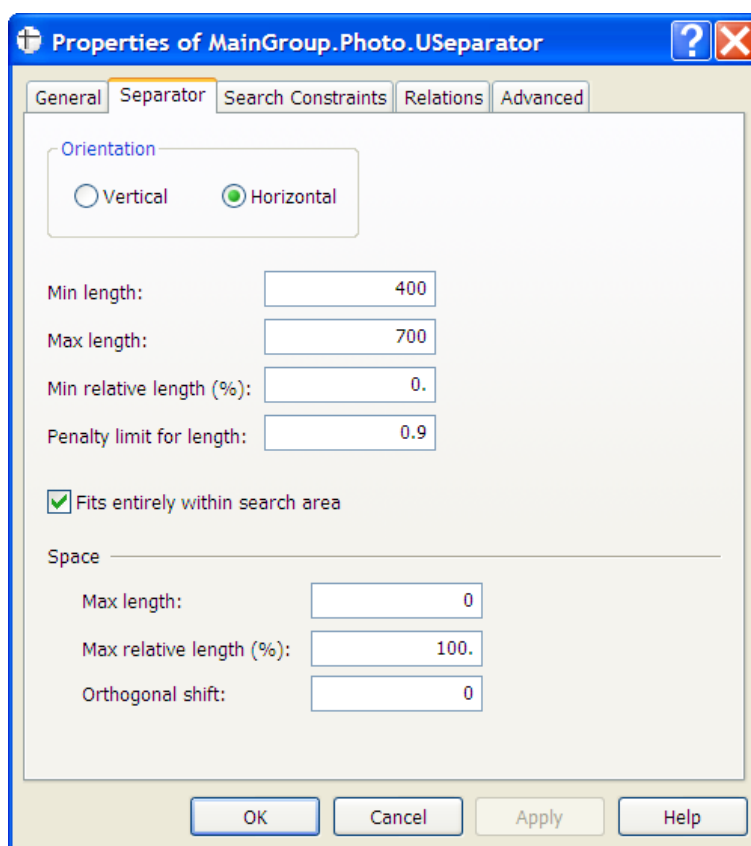 Properties of MainGroup.Photo.USeparator
General Separator Search Constraints Relations Advanced
Orientation
Vertical Horizontal
Min length: 400
Max length: 700
Min relative length (%): 0.
Penalty limit for length: 0.9
Fits entirely within search area
Space
Max length: 0
Max relative length (%): 100.
Orthogonal shift: 0
OK Cancel Apply Help